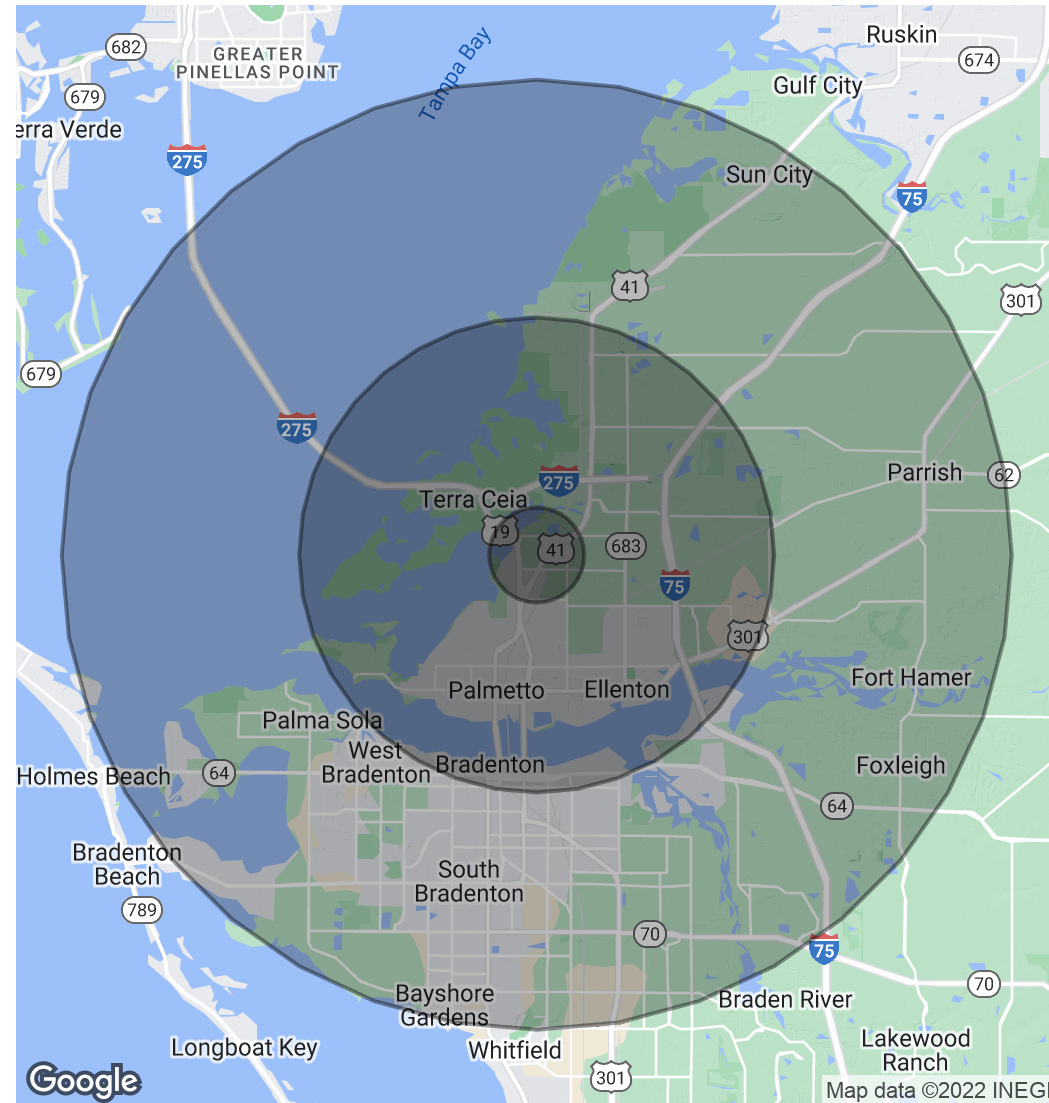 682
GREATER
PINELLAS POINT
Tampa Bay
Ruskin
674
679
Gulf City
erra Verde
275
Sun City
75
41
301
679
275
Parrish
62
275
Terra Ceia
19
41
683
75
301
Fort Hamer
Palmetto
Ellenton
Palma Sola
West
Bradenton
Bradenton
Foxleigh
Holmes Beach
64
64
Bradenton
Beach
South
Bradenton
789
70
75
70
Bayshore
Gardens
Braden River
Longboat Key
Whitfield
Lakewood
Ranch
301
Google
Map data ©2022 INEGI